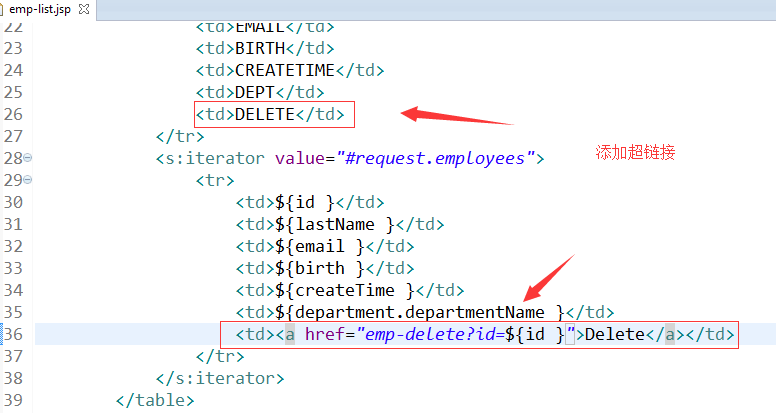 emp-list.jsp
22 <td>EMAIL</td>
23 <td>BIRTH</td>
24 <td>CREATETIME</td>
25 <td>DEPT</td>
26 <td>DELETE</td>
27 </tr>
28 <s:iterator value="#request.employees"> 添加超链接
29 <tr>
30 <td>${id }</td>
31 <td>${lastName }</td>
32 <td>${email }</td>
33 <td>${birth }</td>
34 <td>${createTime }</td>
35 <td>${department.departmentName }</td>
36 <td><a href="emp-delete?id=${id }">Delete</a></td>
37 </tr>
38 </s:iterator>
39 </table>